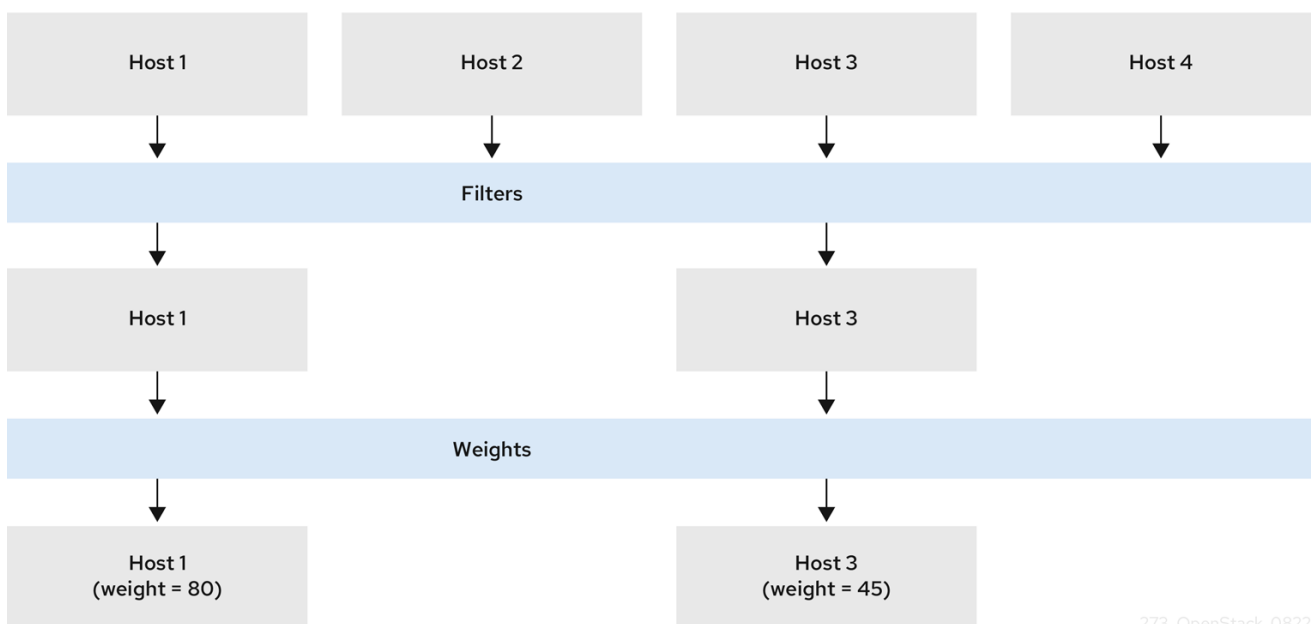 Host 1
Host 2
Host 3
Host 4
Filters
Host 1
Host 3
Weights
Host 1
(weight = 80)
Host 3
(weight = 45)
273_OpenStack_0822